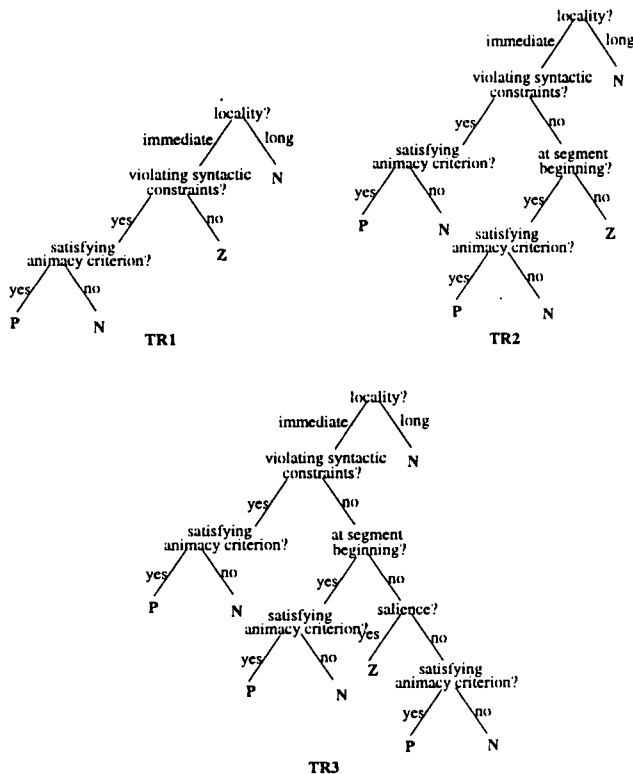 locality?
immediate long
violating syntactic
constraints?
N
yes no
satisfying
animacy criterion?
Z
yes no
P N
TR1
locality?
immediate long
violating syntactic
constraints?
N
yes no
satisfying
animacy criterion?
at segment
beginning?
yes no
yes no
P N
satisfying
animacy criterion?
Z
yes no
P N
TR2
locality?
immediate long
violating syntactic
constraints?
N
yes no
satisfying
animacy criterion?
at segment
beginning?
yes no
yes no
P N
satisfying
animacy criterion?
salience?
yes no
yes no
P N
Z
satisfying
animacy criterion?
yes no
P N
TR3